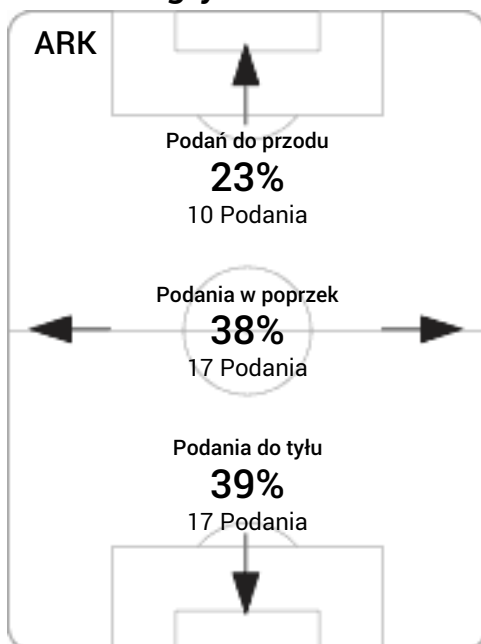 ARK
Podań do przodu
23%
10 Podania
Podania w poprzek
38%
17 Podania
Podania do tyłu
39%
17 Podania